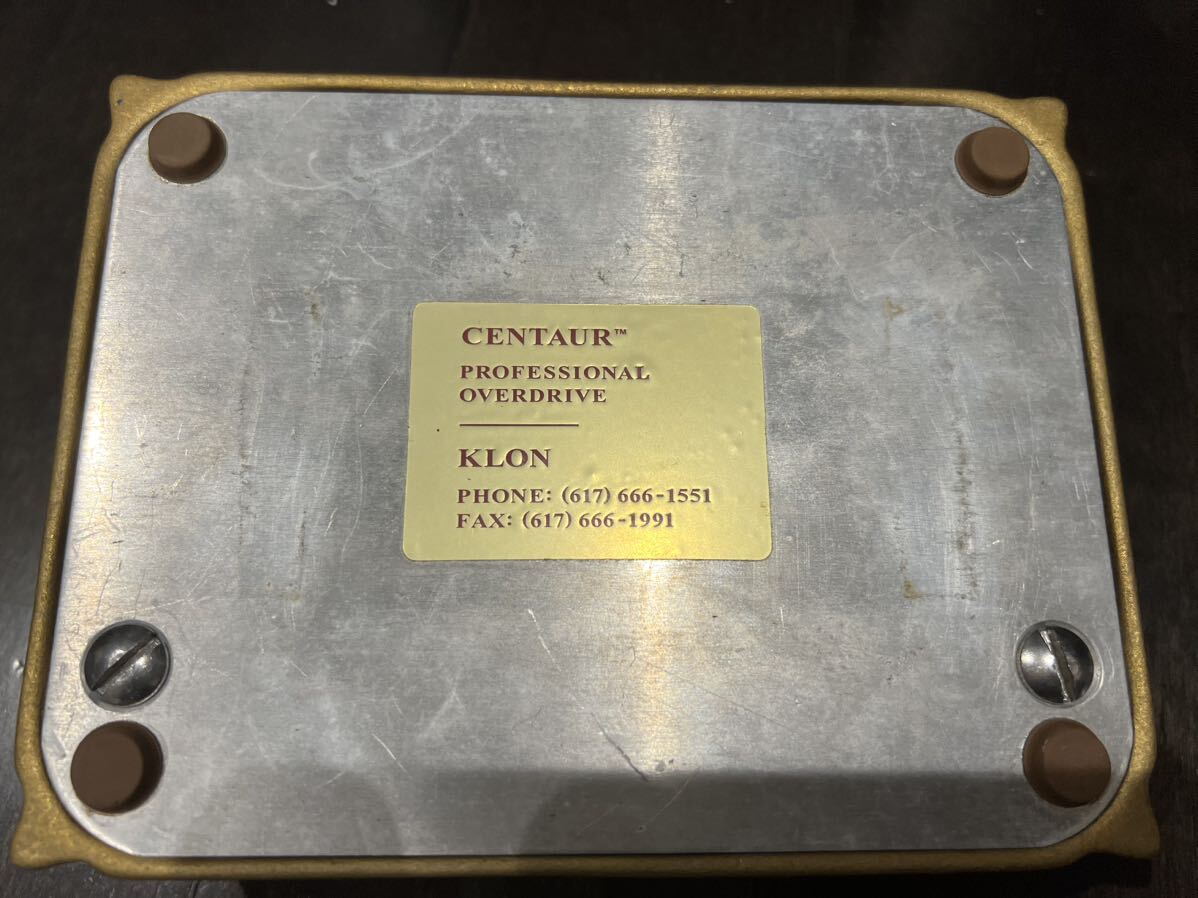 CENTAUR™
PROFESSIONAL
OVERDRIVE
KLON
PHONE: (617) 666-1551
FAX: (617) 666-1991